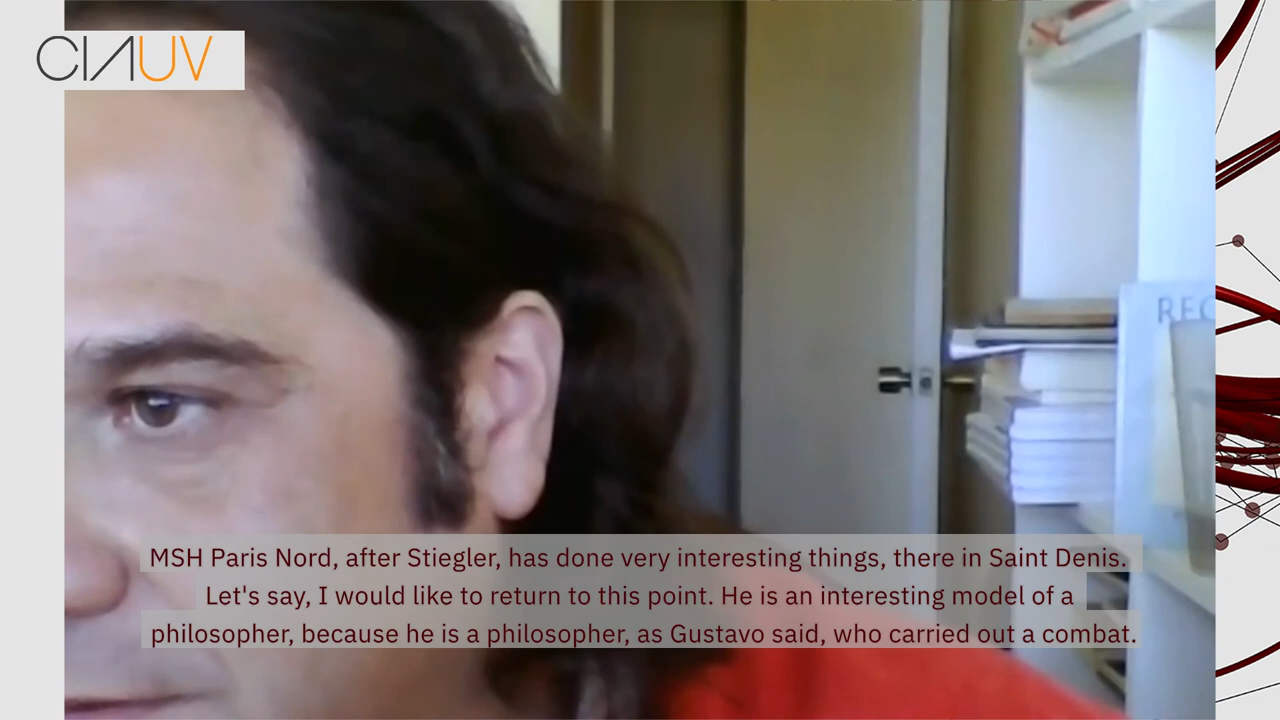 CIAUV
REC
MSH Paris Nord, after Stiegler, has done very interesting things, there in Saint Denis.
Let's say, I would like to return to this point. He is an interesting model of a
philosopher, because he is a philosopher, as Gustavo said, who carried out a combat.